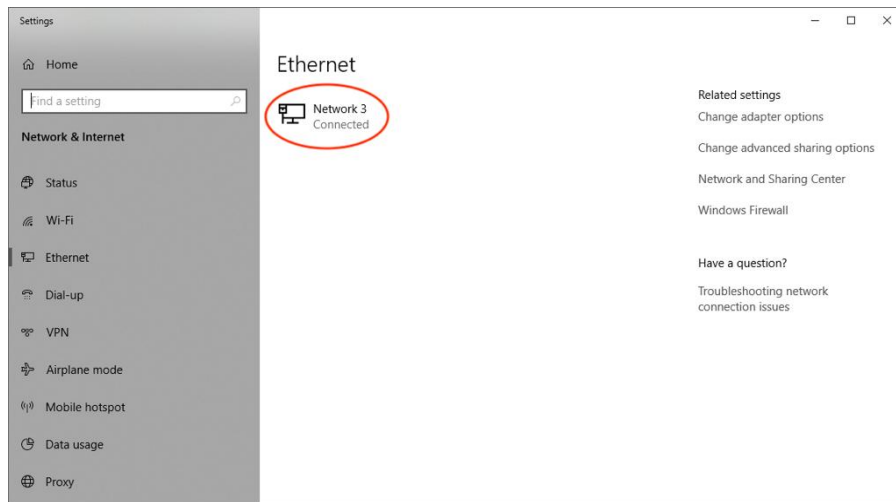 Settings
Home
Find a setting
Network & Internet
Status
Wi-Fi
Ethernet
Dial-up
VPN
Airplane mode
Mobile hotspot
Data usage
Proxy
Ethernet
Network 3
Connected
Related settings
Change adapter options
Change advanced sharing options
Network and Sharing Center
Windows Firewall
Have a question?
Troubleshooting network
connection issues